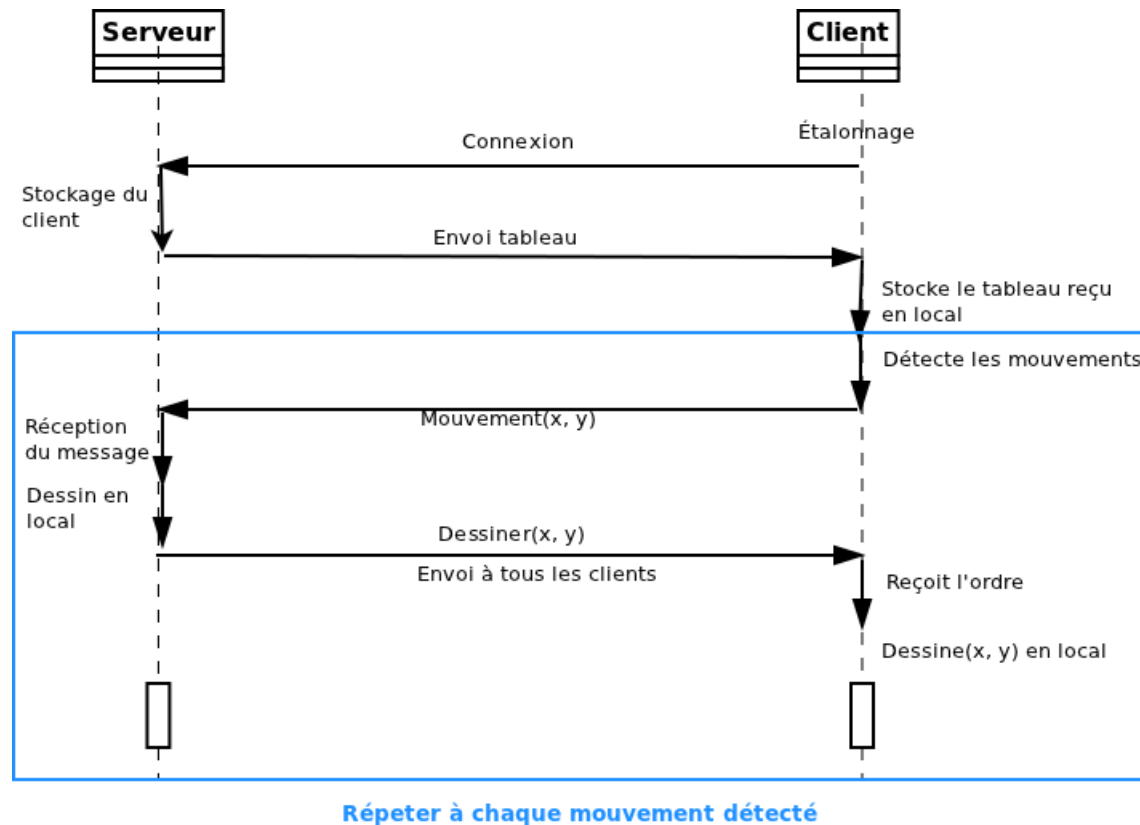 Serveur
Client
Étalonnage
Connexion
Stockage du
client
Envoi tableau
Stocke le tableau reçu
en local
Détecte les mouvements
Mouvement(x, y)
Réception
du message
Dessin en
local
Dessiner(x, y)
Envoi à tous les clients
Reçoit l'ordre
Dessine(x, y) en local
Répeter à chaque mouvement détecté